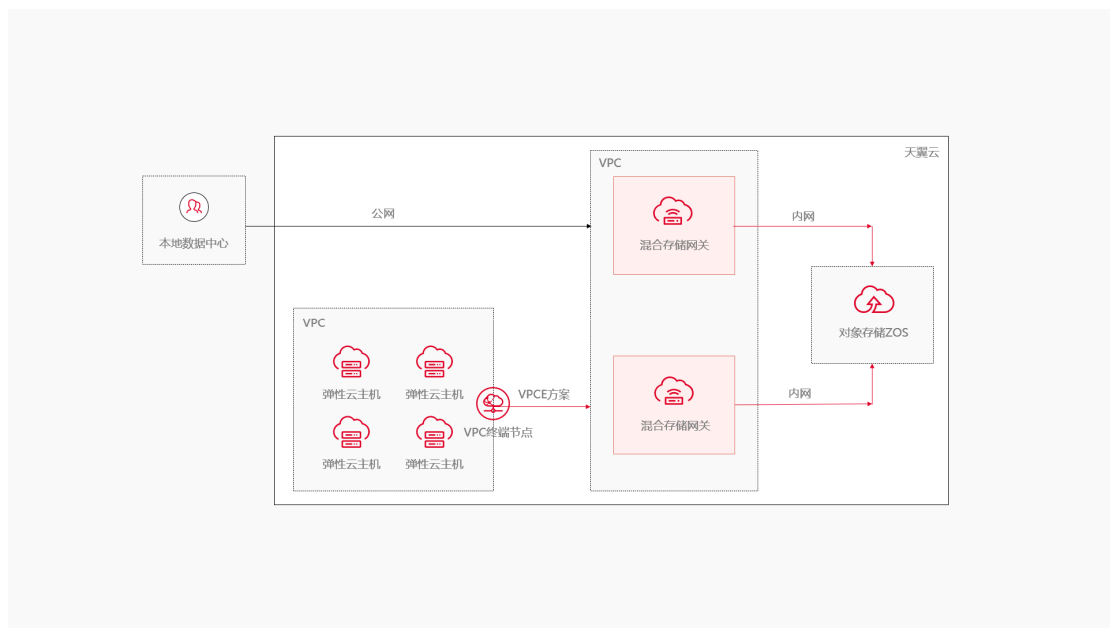 天翼云
VPC
公网
内网
本地数据中心
混合存储网关
对象存储ZOS
VPC
弹性云主机
弹性云主机
VPCE方案
内网
VPC终端节点
混合存储网关
弹性云主机
弹性云主机